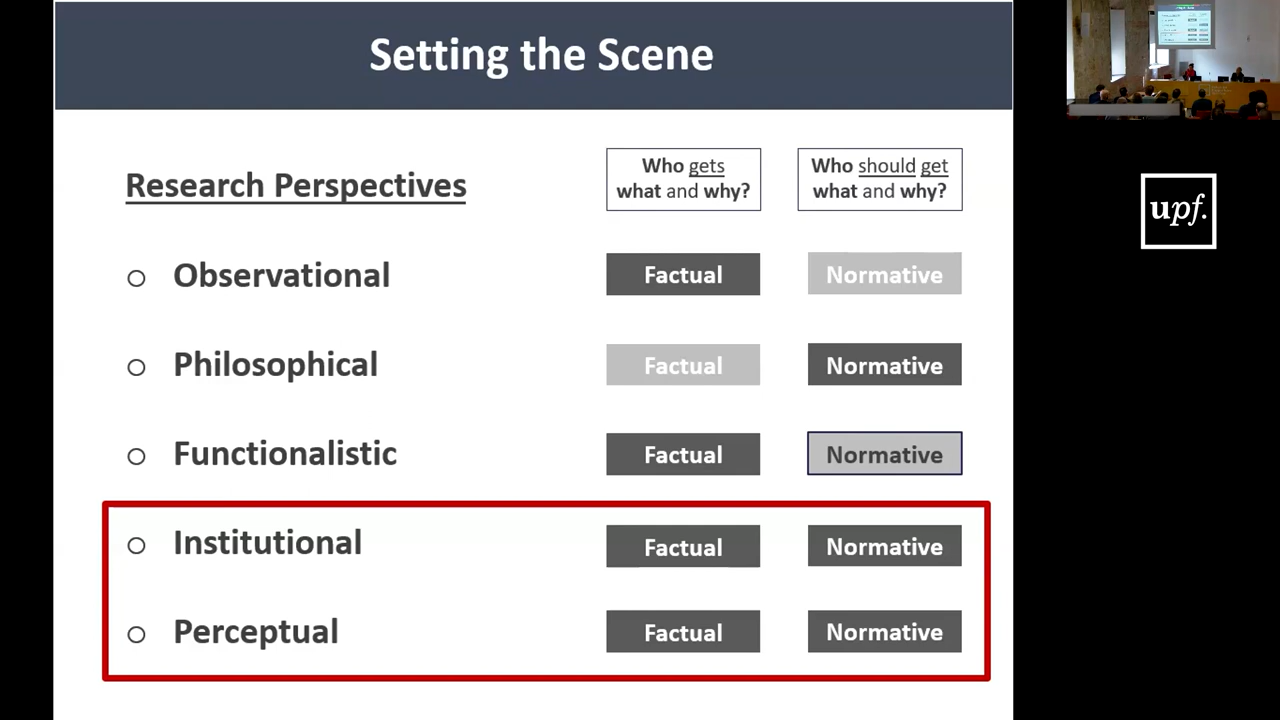 Setting the Scene
Research Perspectives
Who gets
what and why?
Who should get
what and why?
Observational
Factual
Normative
Philosophical
Factual
Normative
Functionalistic
Factual
Normative
Institutional
Factual
Normative
Perceptual
Factual
Normative
upf.